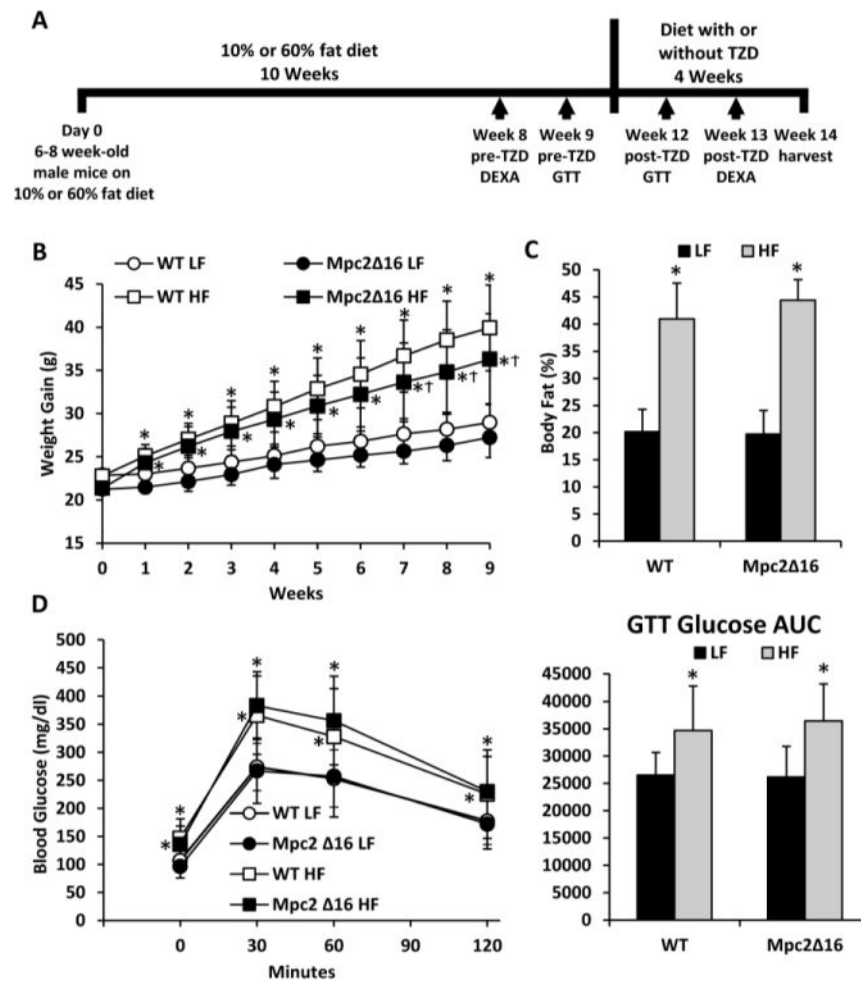 A
10% or 60% fat diet
10 Weeks
Diet with or
without TZD
4 Weeks
Day 0
6-8 week-old
male mice on
10% or 60% fat diet
Week 8
pre-TZD
DEXA
Week 9
pre-TZD
GTT
Week 12
post-TZD
GTT
Week 13
post-TZD
DEXA
Week 14
harvest
B
WT LF
Mpc2Δ16 LF
WT HF
Mpc2Δ16 HF
Weight Gain (g)
45
40
35
30
25
20
15
* * * * * * * * *
* * * * * * *† *† *†
0 1 2 3 4 5 6 7 8 9
Weeks
C
LF HF
Body Fat (%)
50
45
40
35
30
25
20
15
10
5
0
* *
WT Mpc2Δ16
D
Blood Glucose (mg/dl)
500
450
400
350
300
250
200
150
100
50
0
* * * *
* * * *
WT LF
Mpc2 Δ16 LF
WT HF
Mpc2 Δ16 HF
0 30 60 90 120
Minutes
GTT Glucose AUC
LF HF
45000
40000
35000
30000
25000
20000
15000
10000
5000
0
* *
WT Mpc2Δ16